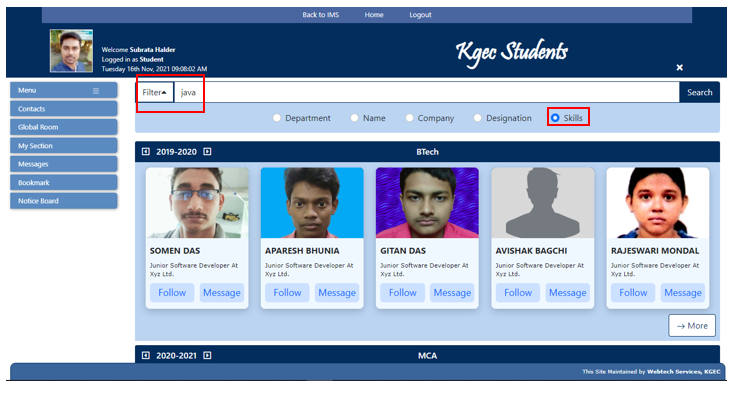 Back to IMS Home Logout
Welcome Subrata Halder
Logged in as Student
Tuesday 16th Nov, 2021 09:08:02 AM
Kgec Students
Menu
Contacts
Global Room
My Section
Messages
Bookmark
Notice Board
Filter java Search
Department Name Company Designation Skills
2019-2020 BTech
SOMEN DAS
Junior Software Developer At
Xyz Ltd.
Follow Message
APARESH BHUNIA
Junior Software Developer At
Xyz Ltd.
Follow Message
GITAN DAS
Junior Software Developer At
Xyz Ltd.
Follow Message
AVISHAK BAGCHI
Junior Software Developer At
Xyz Ltd.
Follow Message
RAJESWARI MONDAL
Junior Software Developer At
Xyz Ltd.
Follow Message
→ More
2020-2021 MCA
This Site Maintained by Webtech Services, KGEC